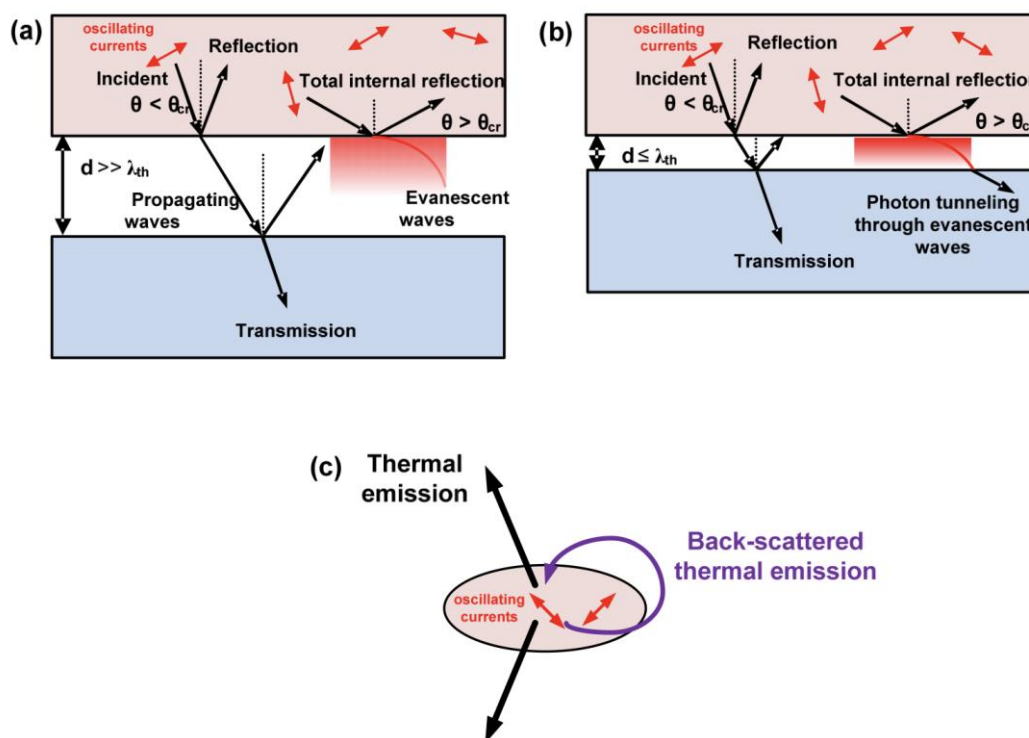 (a)
oscillating
currents
Reflection
Incident
θ < θcr
Total internal reflection
θ > θcr
d >> λth
Propagating
waves
Evanescent
waves
Transmission
(b)
oscillating
currents
Reflection
Incident
θ < θcr
Total internal reflection
θ > θc
d ≤ λth
Photon tunneling
through evanescent
waves
Transmission
(c)
Thermal
emission
Back-scattered
thermal emission
oscillating
currents